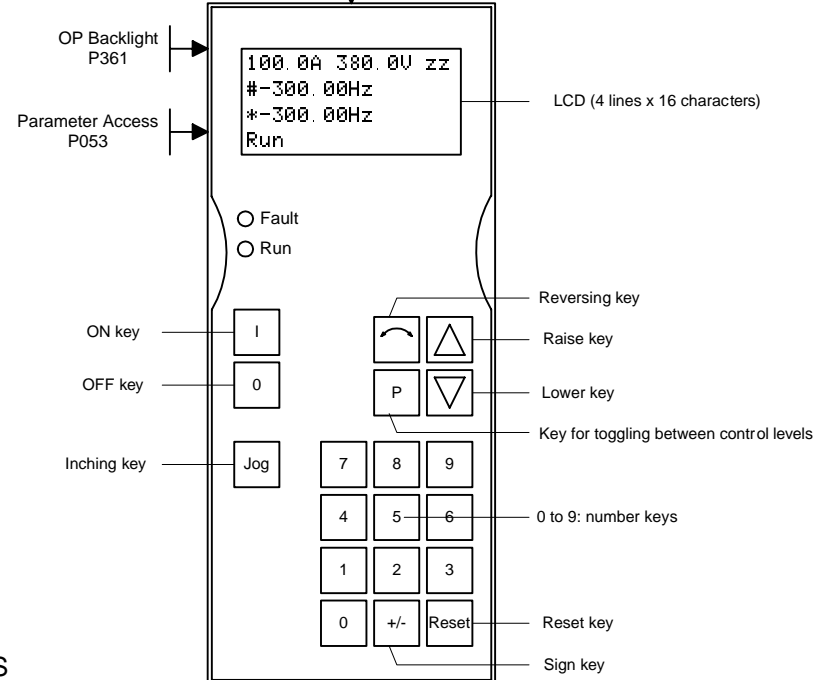 OP Backlight
P361
Parameter Access
P053
100.0A 380.0V zz
#-300.00Hz
*-300.00Hz
Run
LCD (4 lines x 16 characters)
Fault
Run
Reversing key
ON key
I
Raise key
OFF key
0
P
Lower key
Key for toggling between control levels
Inching key
Jog
7 8 9
4 5 6
0 to 9: number keys
1 2 3
0 +/- Reset
Reset key
Sign key
S